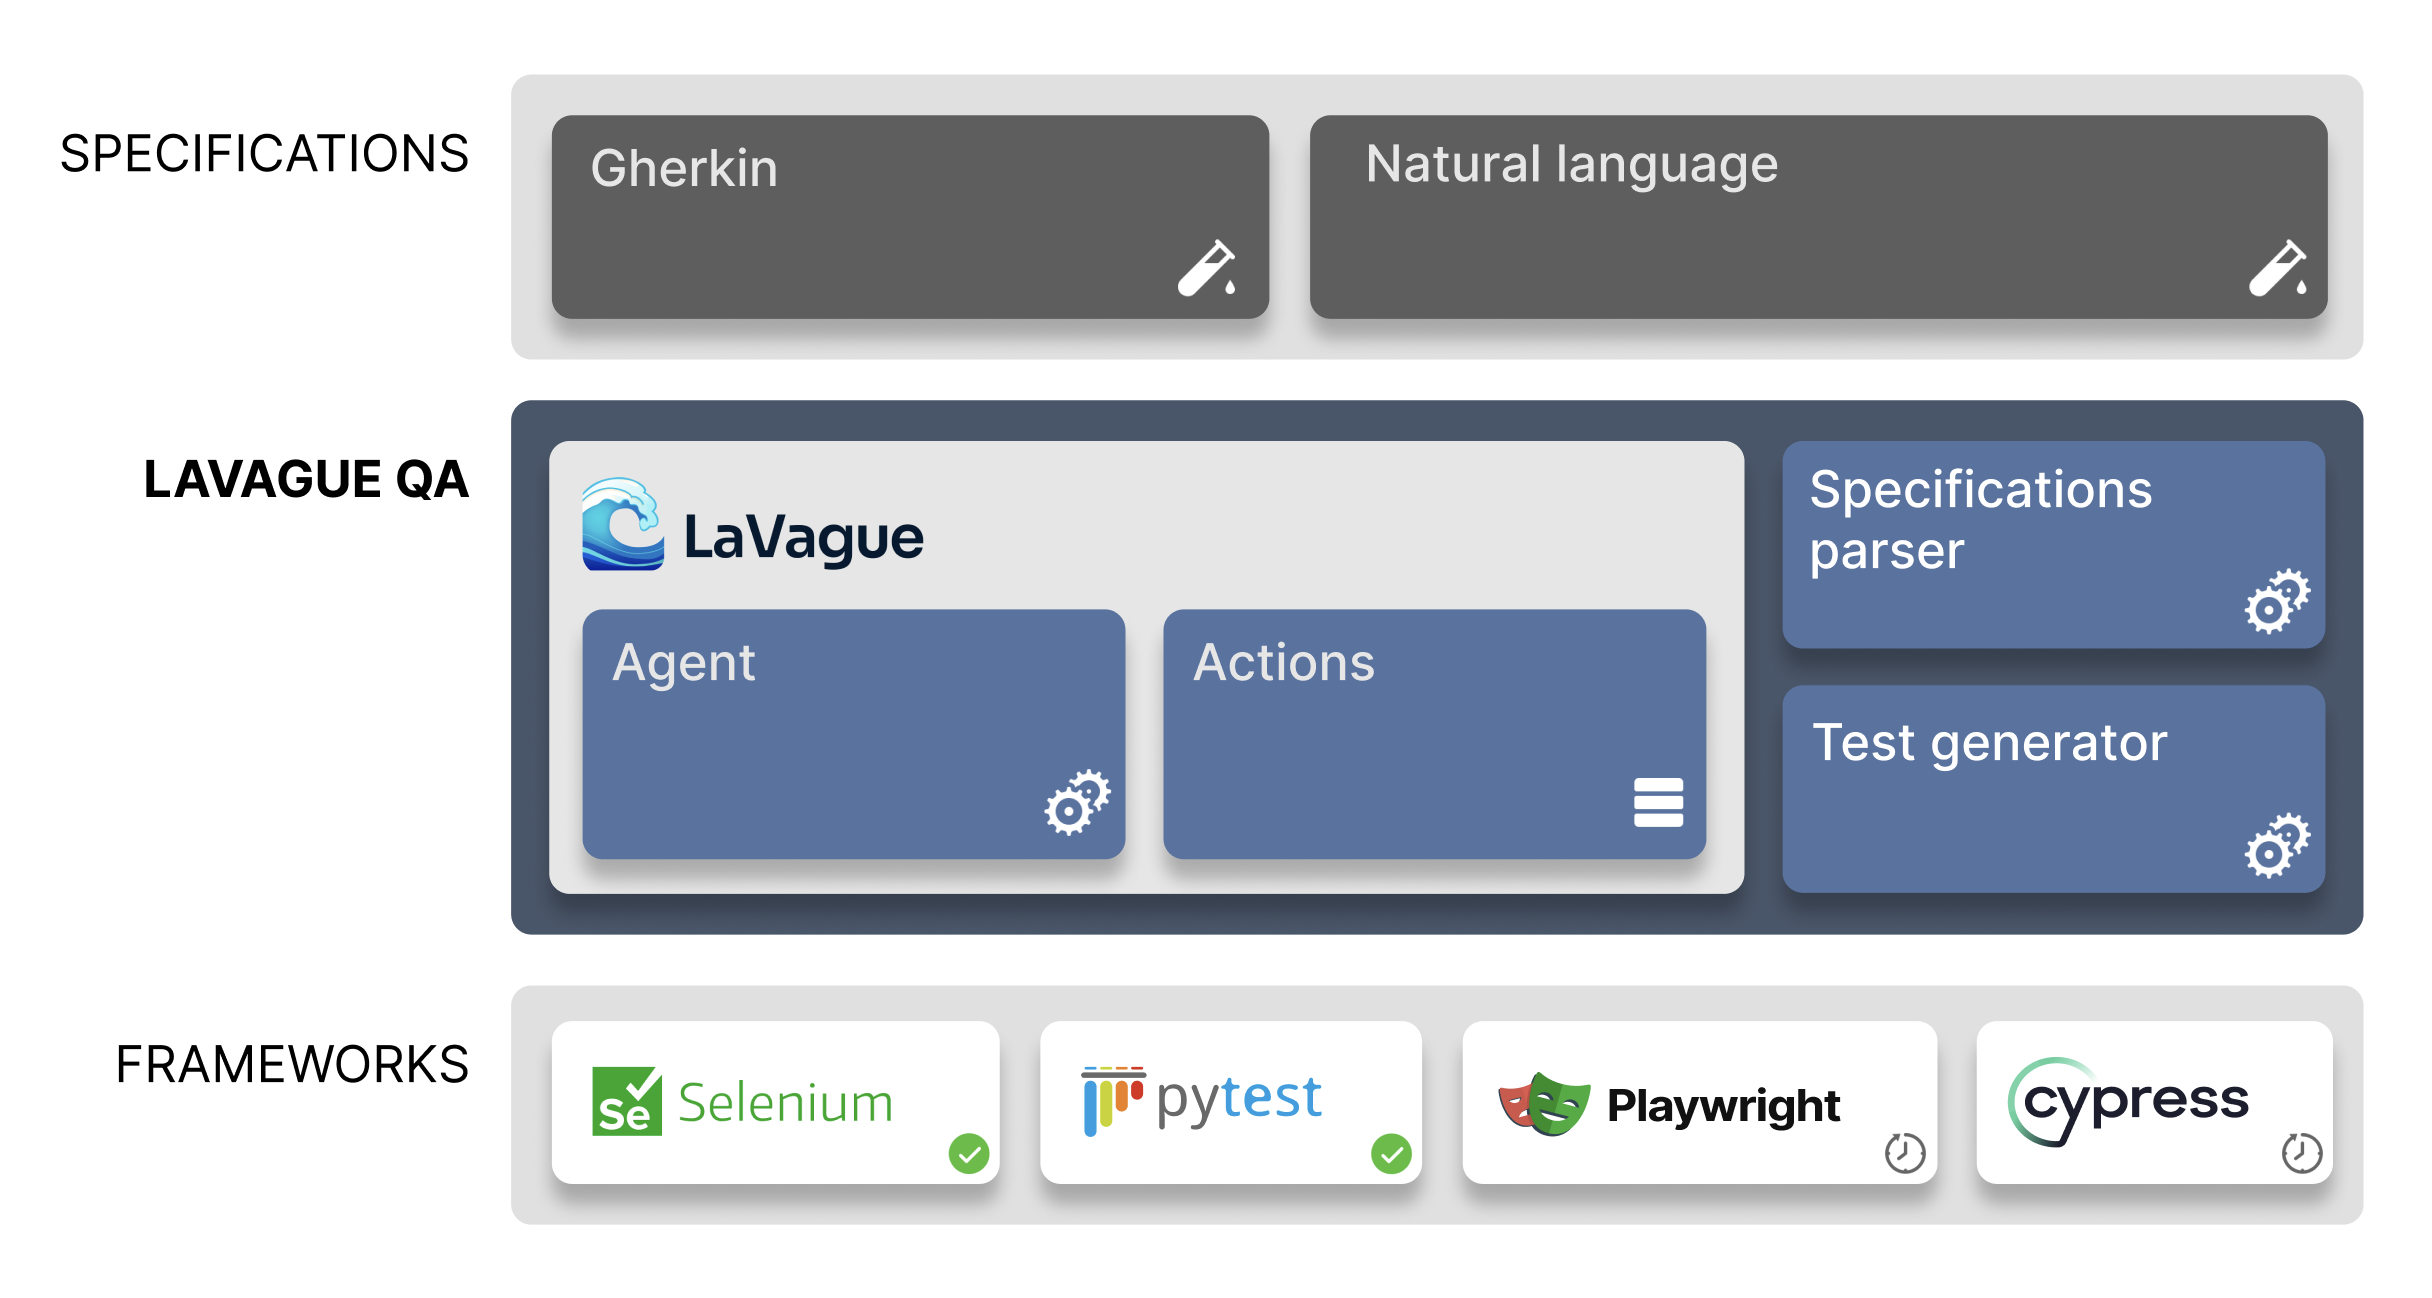 SPECIFICATIONS
Gherkin
Natural language
LAVAGUE QA
LaVague
Agent
Actions
Specifications
parser
Test generator
FRAMEWORKS
Se Selenium
pytest
Playwright
cypress